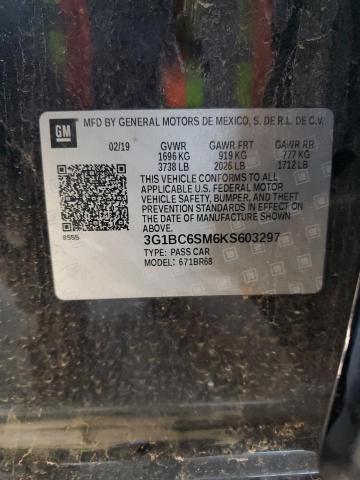 GM
MFD BY GENERAL MOTORS DE MEXICO, S. DE R.L. DE C.V.
02/19 GVWR GAWR FRT GAWR RR
1696 KG 919 KG 777 KG
3738 LB 2026 LB 1712 LB
THIS VEHICLE CONFORMS TO ALL
APPLICABLE U.S. FEDERAL MOTOR
VEHICLE SAFETY, BUMPER, AND THEFT
PREVENTION STANDARDS IN EFFECT ON
THE DATE OF MANUFACTURE SHOWN
ABOVE.
8555
3G1BC6SM6KS603297
TYPE: PASS CAR
MODEL: 671BR68